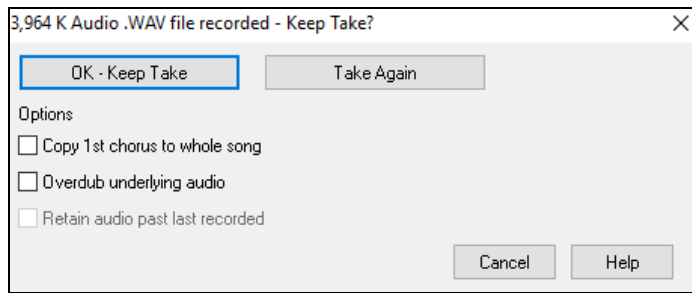 3,964 K Audio .WAV file recorded - Keep Take?
OK - Keep Take
Take Again
Options
Copy 1st chorus to whole song
Overdub underlying audio
Retain audio past last recorded
Cancel
Help